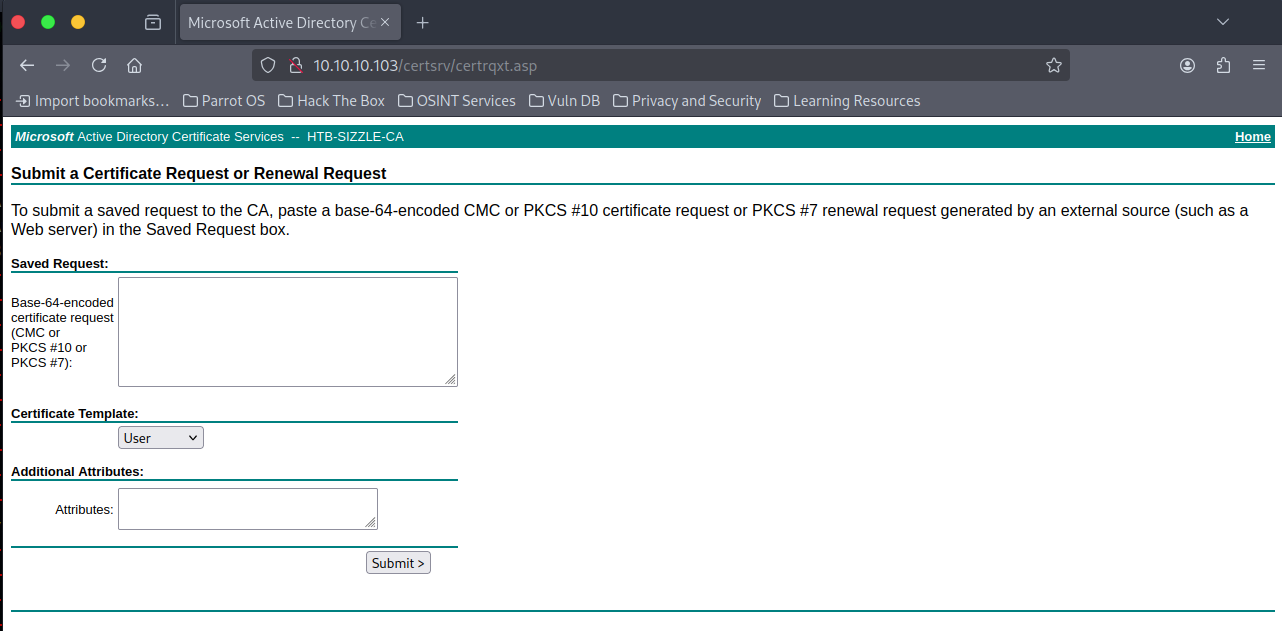 Microsoft Active Directory Ce
10.10.10.103/certsrv/certrqxt.asp
Import bookmarks… Parrot OS Hack The Box OSINT Services Vuln DB Privacy and Security Learning Resources
Microsoft Active Directory Certificate Services -- HTB-SIZZLE-CA Home
Submit a Certificate Request or Renewal Request
To submit a saved request to the CA, paste a base-64-encoded CMC or PKCS #10 certificate request or PKCS #7 renewal request generated by an external source (such as a
Web server) in the Saved Request box.
Saved Request:
Base-64-encoded
certificate request
(CMC or
PKCS #10 or
PKCS #7):
Certificate Template:
User
Additional Attributes:
Attributes:
Submit >